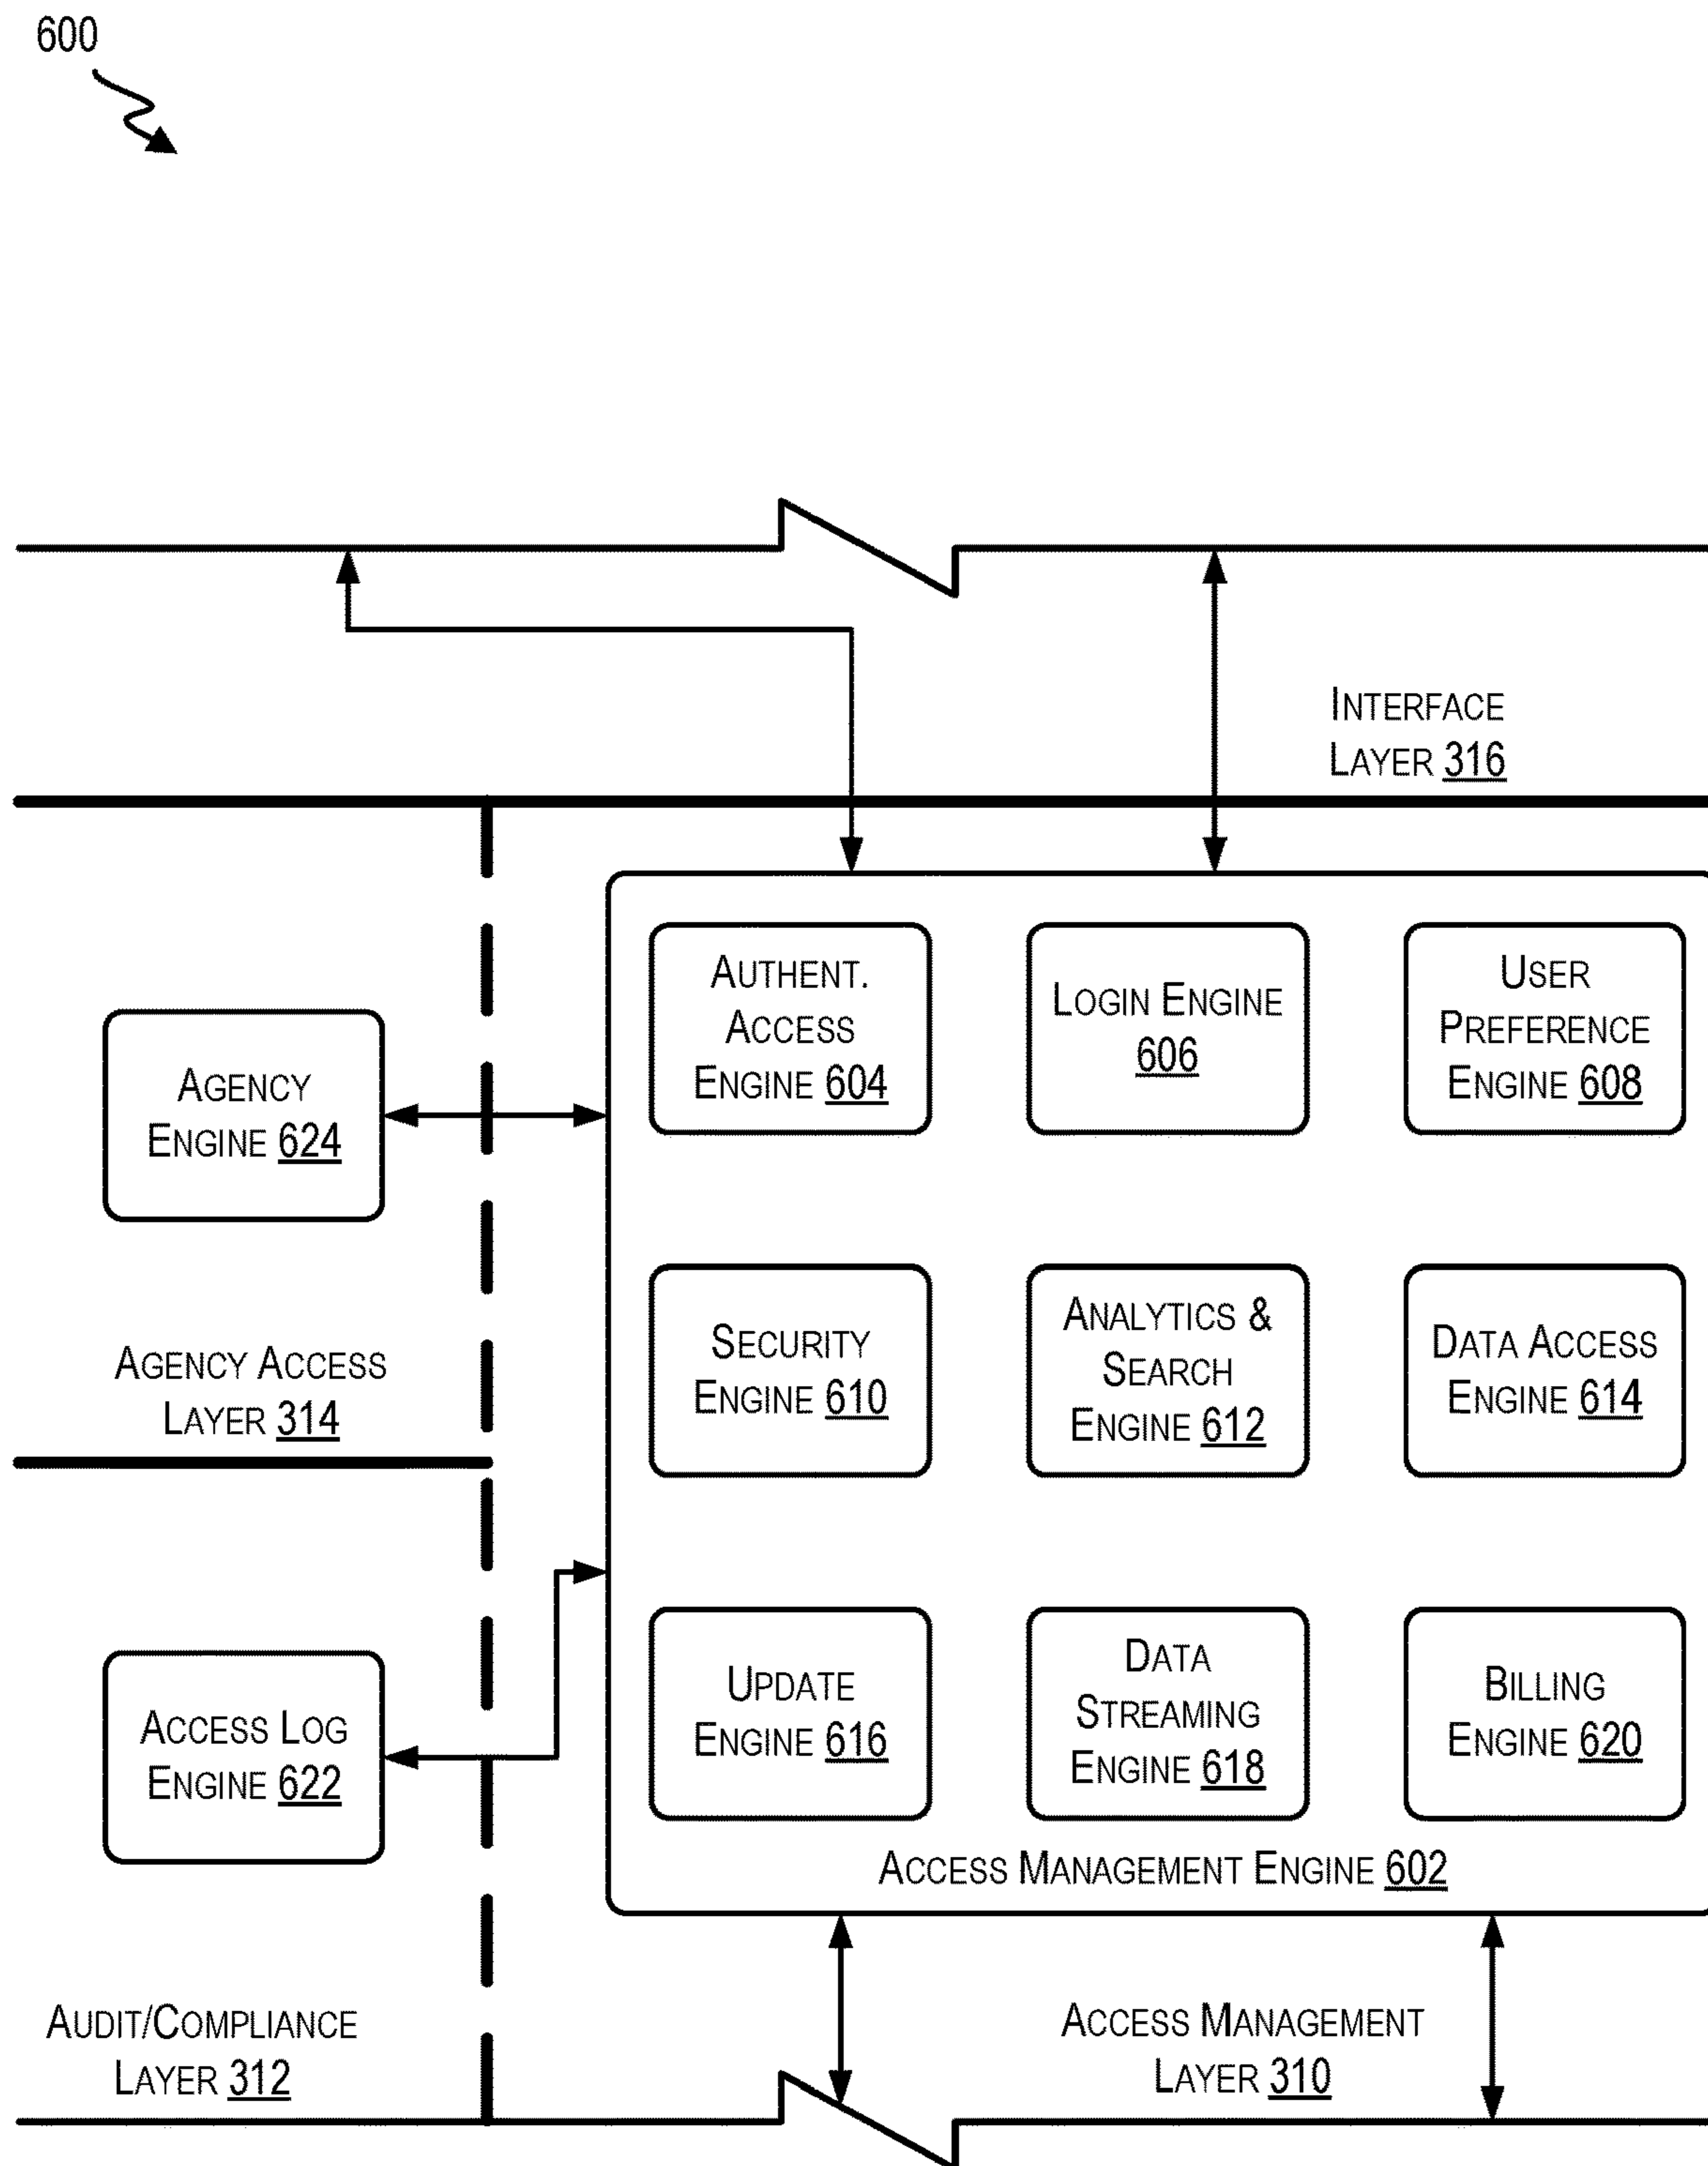 600
INTERFACE
LAYER 316
AUTHENT.
ACCESS
ENGINE 604
LOGIN ENGINE
606
USER
PREFERENCE
ENGINE 608
AGENCY
ENGINE 624
SECURITY
ENGINE 610
ANALYTICS &
SEARCH
ENGINE 612
DATA ACCESS
ENGINE 614
AGENCY ACCESS
LAYER 314
UPDATE
ENGINE 616
DATA
STREAMING
ENGINE 618
BILLING
ENGINE 620
ACCESS LOG
ENGINE 622
ACCESS MANAGEMENT ENGINE 602
AUDIT/COMPLIANCE
LAYER 312
ACCESS MANAGEMENT
LAYER 310